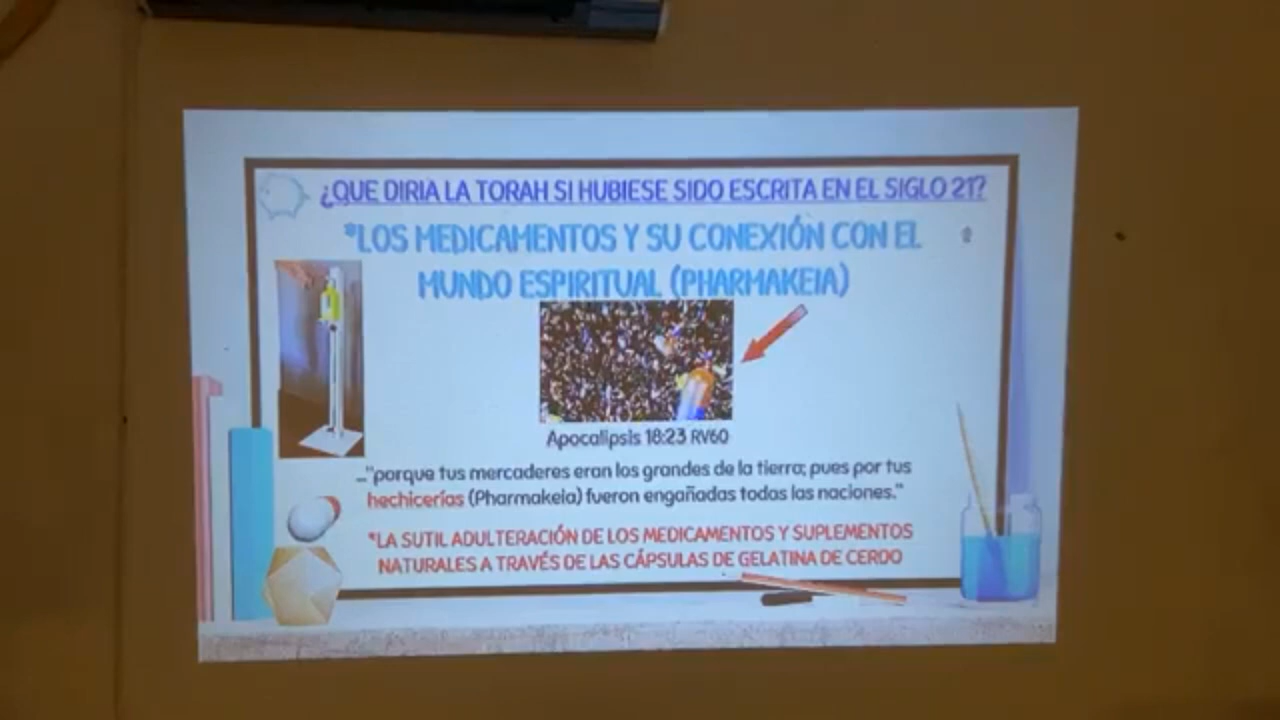 ¿QUE DIRIA LA TORAH SI HUBIESE SIDO ESCRITA EN EL SIGLO 21?
*LOS MEDICAMENTOS Y SU CONEXIÓN CON EL
MUNDO ESPIRITUAL (PHARMAKEIA)
Apocalipsis 18:23 RV60
..."porque tus mercaderes eran los grandes de la tierra; pues por tus
hechicerías (Pharmakeia) fueron engañadas todas las naciones."
*LA SUTIL ADULTERACIÓN DE LOS MEDICAMENTOS Y SUPLEMENTOS
NATURALES A TRAVÉS DE LAS CÁPSULAS DE GELATINA DE CERDO